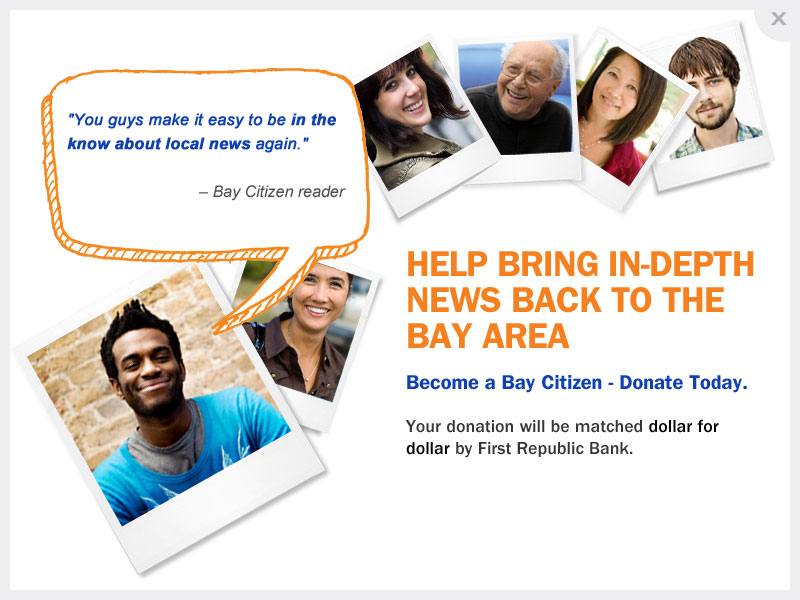 "You guys make it easy to be in the
know about local news again."
– Bay Citizen reader
HELP BRING IN-DEPTH
NEWS BACK TO THE
BAY AREA
Become a Bay Citizen - Donate Today.
Your donation will be matched dollar for
dollar by First Republic Bank.